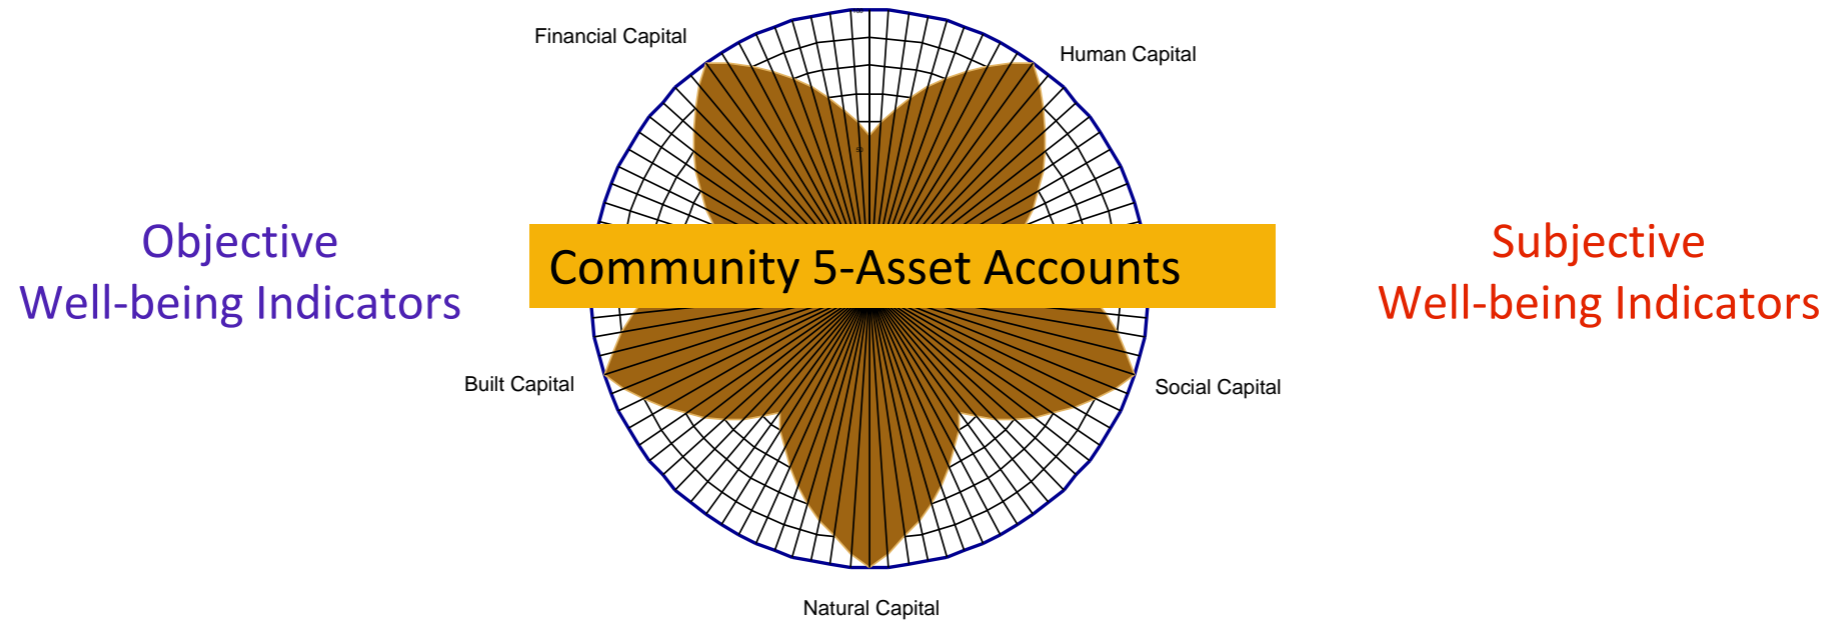 Financial Capital
Human Capital
Objective
Well-being Indicators
Community 5-Asset Accounts
Subjective
Well-being Indicators
Built Capital
Social Capital
Natural Capital